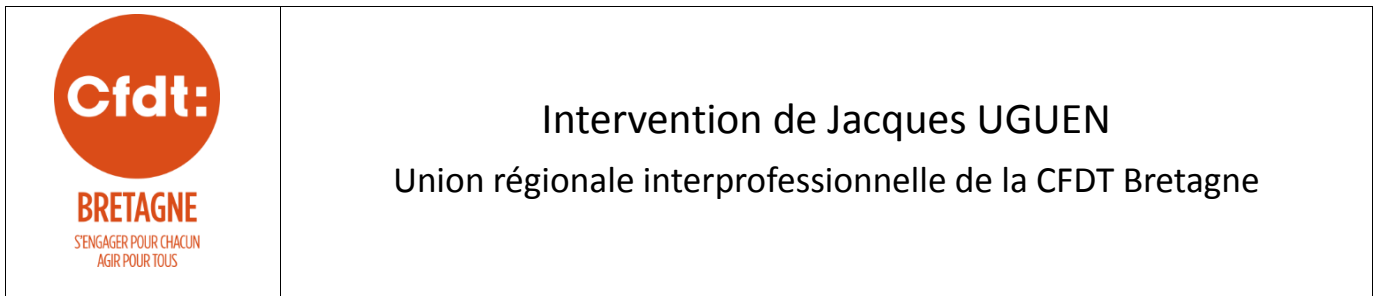 Cfdt:
BRETAGNE
S'ENGAGER POUR CHACUN
AGIR POUR TOUS
Intervention de Jacques UGUEN
Union régionale interprofessionnelle de la CFDT Bretagne